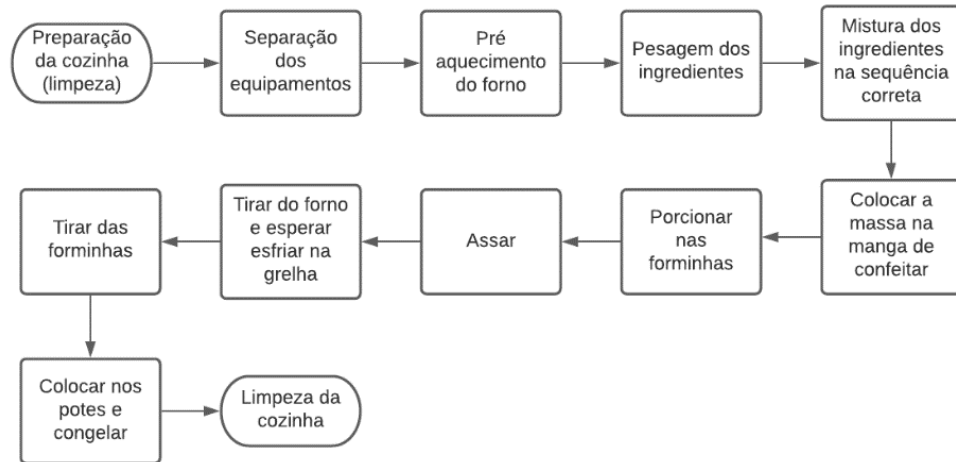 Preparação
da cozinha
(limpeza)
Separação
dos
equipamentos
Pré
aquecimento
do forno
Pesagem dos
ingredientes
Mistura dos
ingredientes
na sequência
correta
Colocar a
massa na
manga de
confeitar
Porcionar
nas
forminhas
Assar
Tirar do forno
e esperar
esfriar na
grelha
Tirar das
forminhas
Colocar nos
potes e
congelar
Limpeza da
cozinha